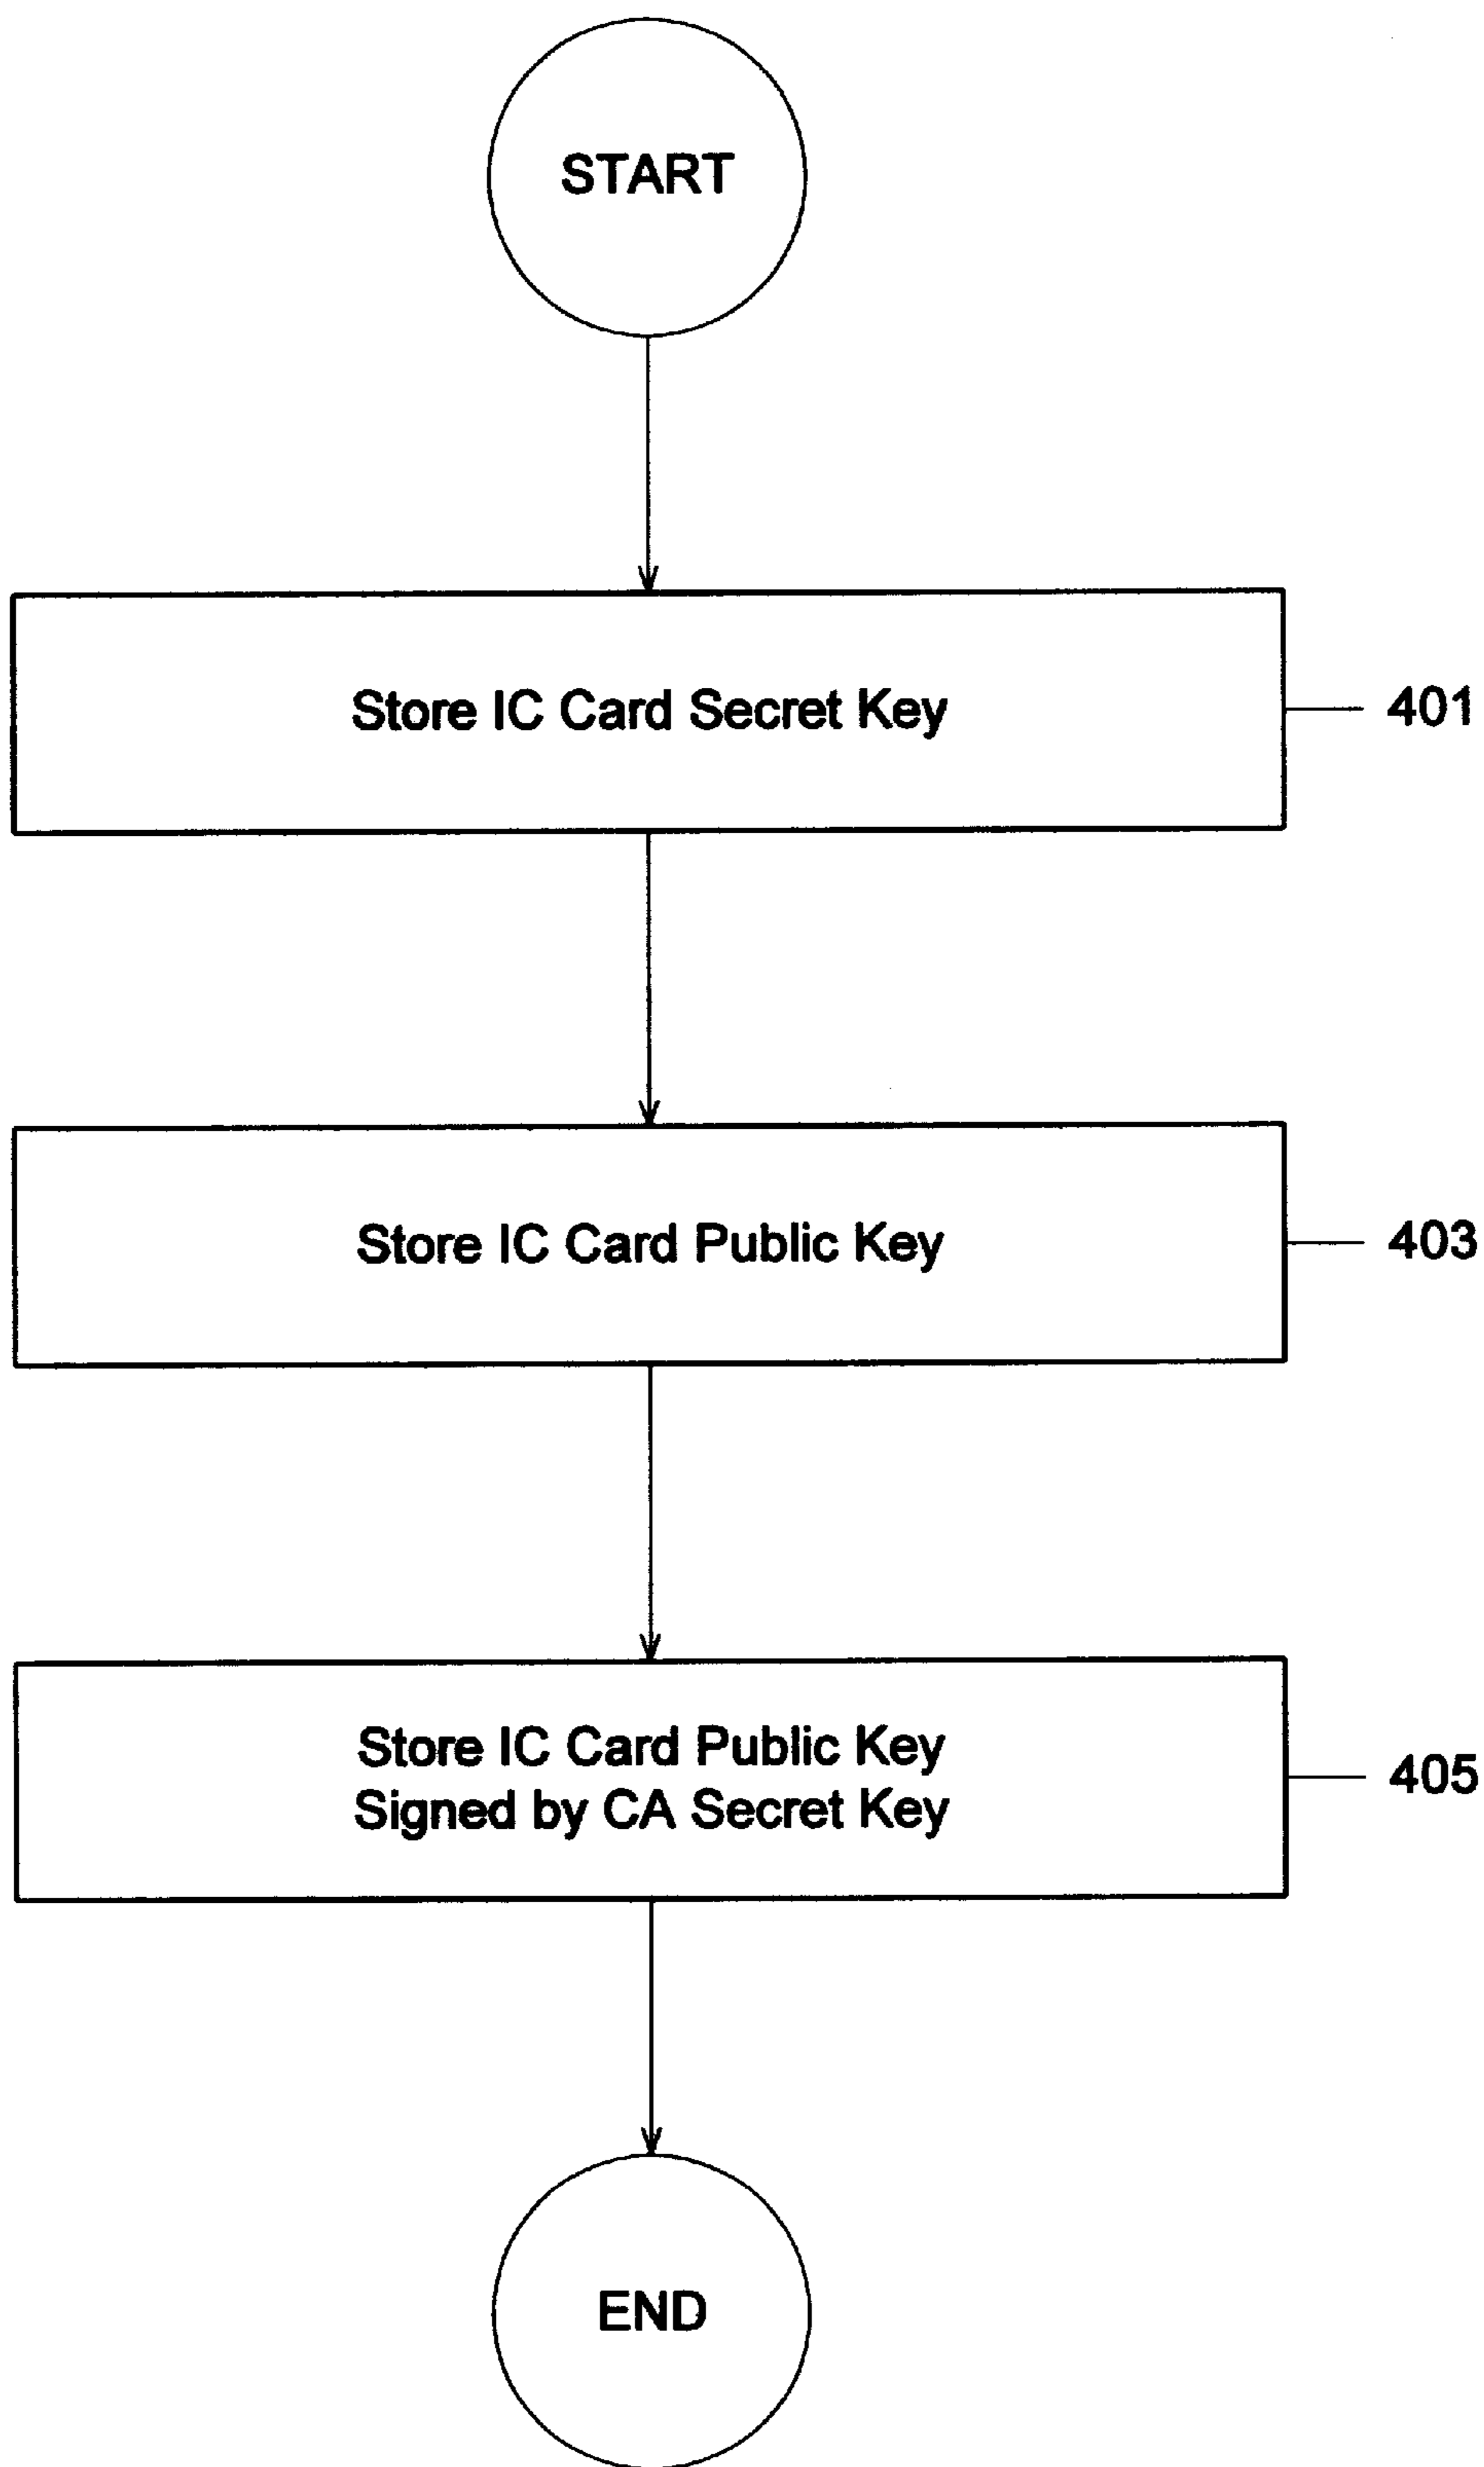 START
Store IC Card Secret Key
401
Store IC Card Public Key
403
Store IC Card Public Key
Signed by CA Secret Key
405
END